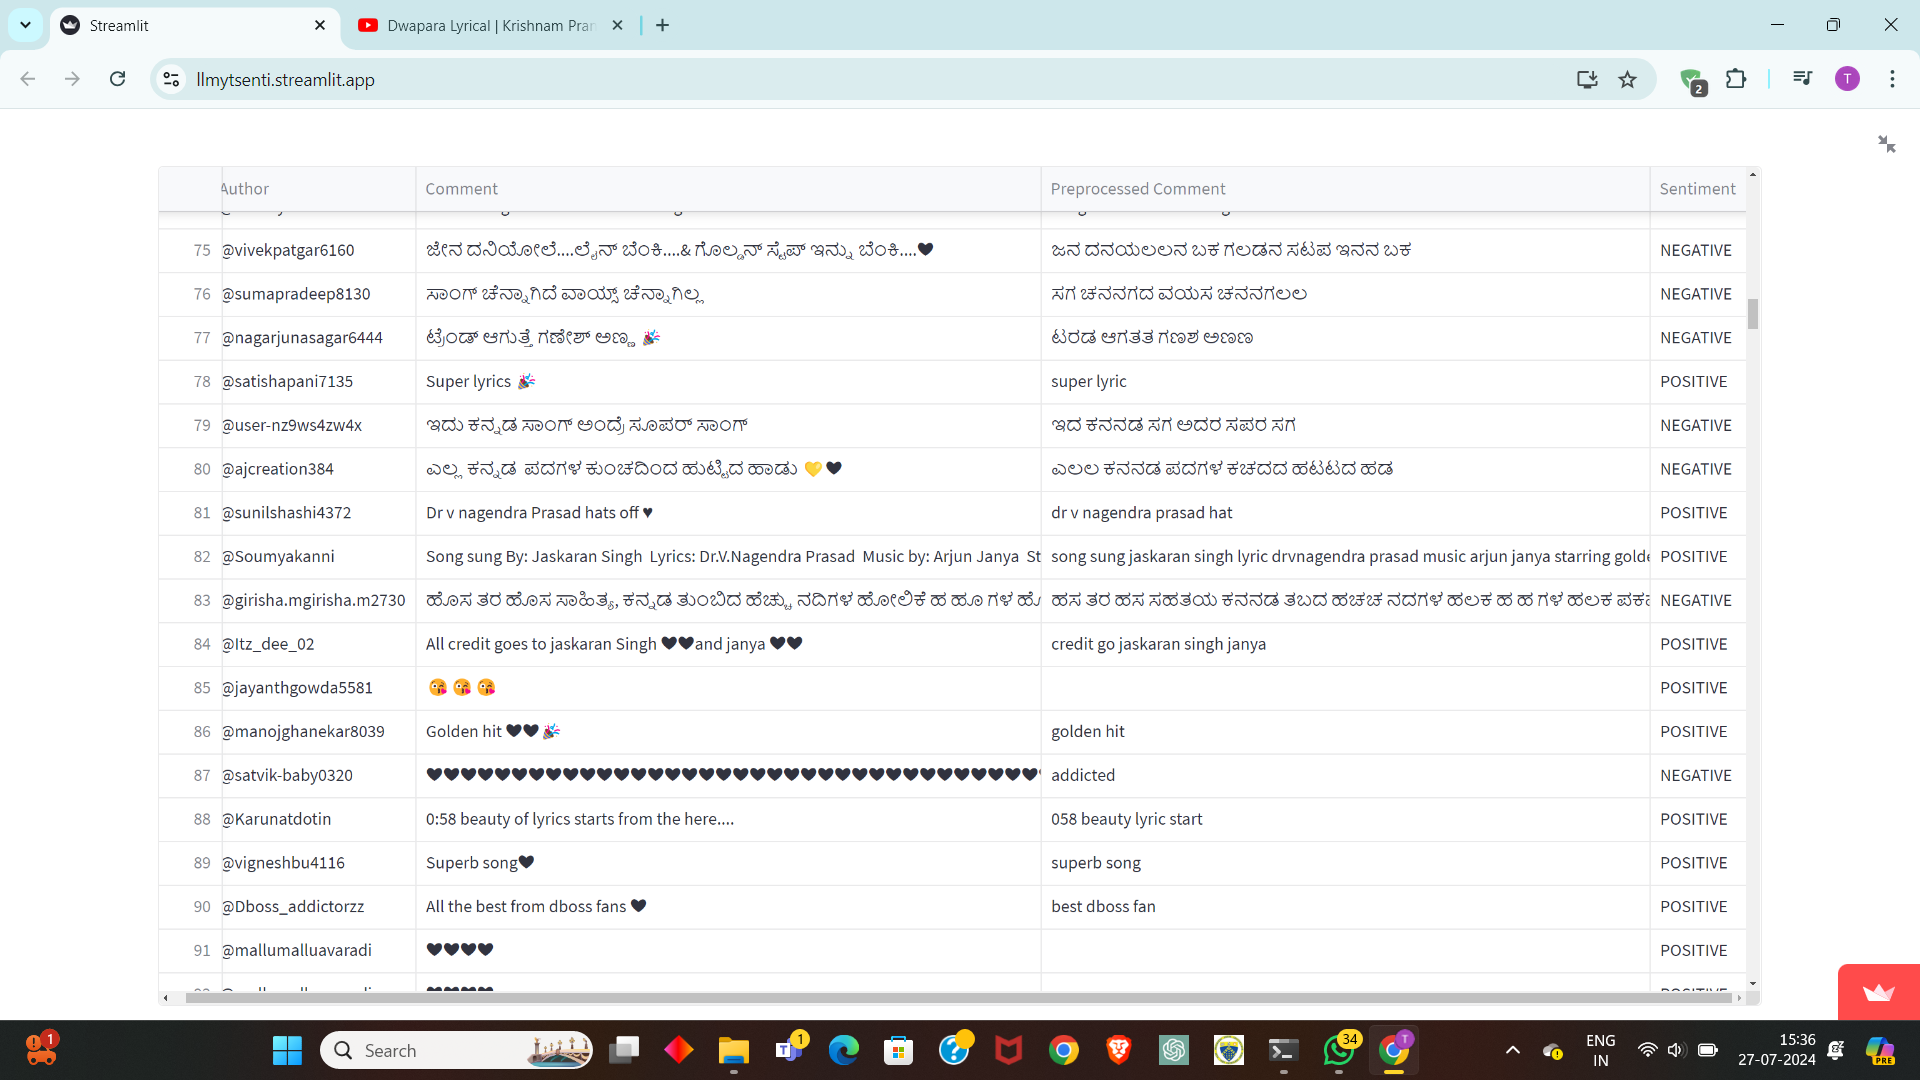 Streamlit
Dwapara Lyrical | Krishnam Pran
llmytsenti.streamlit.app
2
T
Author Comment Preprocessed Comment Sentiment
75 @vivekpatgar6160 ಜೇನ ದನಿಯೋಲೆ....ಲೈನ್ ಬೆಂಕಿ....& ಗೊಲ್ಡನ್ ಸ್ಟೆಪ್ ಇನ್ನು ಬೆಂಕಿ....🖤 ಜನ ದನಯಲಲನ ಬಕ ಗಲಡನ ಸಟಪ ಇನನ ಬಕ NEGATIVE
76 @sumapradeep8130 ಸಾಂಗ್ ಚೆನ್ನಾಗಿದೆ ವಾಯ್ಸ್ ಚೆನ್ನಾಗಿಲ್ಲ ಸಗ ಚನನಗದ ವಯಸ ಚನನಗಲಲ NEGATIVE
77 @nagarjunasagar6444 ಟ್ರೆಂಡ್ ಆಗುತ್ತೆ ಗಣೇಶ್ ಅಣ್ಣ 🎉 ಟರಡ ಆಗತತ ಗಣಶ ಅಣಣ NEGATIVE
78 @satishapani7135 Super lyrics 🎉 super lyric POSITIVE
79 @user-nz9ws4zw4x ಇದು ಕನ್ನಡ ಸಾಂಗ್ ಅಂದ್ರೆ ಸೂಪರ್ ಸಾಂಗ್ ಇದ ಕನನಡ ಸಗ ಅದರ ಸಪರ ಸಗ NEGATIVE
80 @ajcreation384 ಎಲ್ಲ ಕನ್ನಡ ಪದಗಳ ಕುಂಚದಿಂದ ಹುಟ್ಟಿದ ಹಾಡು 💛🖤 ಎಲಲ ಕನನಡ ಪದಗಳ ಕಚದದ ಹಟಟದ ಹಡ NEGATIVE
81 @sunilshashi4372 Dr v nagendra Prasad hats off ♥ dr v nagendra prasad hat POSITIVE
82 @Soumyakanni Song sung By: Jaskaran Singh Lyrics: Dr.V.Nagendra Prasad Music by: Arjun Janya St song sung jaskaran singh lyric drvnagendra prasad music arjun janya starring golde POSITIVE
83 @girisha.mgirisha.m2730 ಹೊಸ ತರ ಹೊಸ ಸಾಹಿತ್ಯ, ಕನ್ನಡ ತುಂಬಿದ ಹೆಚ್ಚು ನದಿಗಳ ಹೋಲಿಕೆ ಹ ಹೂ ಗಳ ಹೋ ಹಸ ತರ ಹಸ ಸಹತಯ ಕನನಡ ತಬದ ಹಚಚ ನದಗಳ ಹಲಕ ಹ ಹ ಗಳ ಹಲಕ ಪಕ NEGATIVE
84 @Itz_dee_02 All credit goes to jaskaran Singh 🖤🖤and janya 🖤🖤 credit go jaskaran singh janya POSITIVE
85 @jayanthgowda5581 😘😘😘 POSITIVE
86 @manojghanekar8039 Golden hit 🖤🖤🎉 golden hit POSITIVE
87 @satvik-baby0320 🖤🖤🖤🖤🖤🖤🖤🖤🖤🖤🖤🖤🖤🖤🖤🖤🖤🖤🖤🖤🖤🖤🖤🖤🖤🖤🖤🖤🖤🖤🖤🖤🖤🖤🖤🖤 addicted NEGATIVE
88 @Karunatdotin 0:58 beauty of lyrics starts from the here.... 058 beauty lyric start POSITIVE
89 @vigneshbu4116 Superb song🖤 superb song POSITIVE
90 @Dboss_addictorzz All the best from dboss fans 🖤 best dboss fan POSITIVE
91 @mallumalluavaradi 🖤🖤🖤🖤 POSITIVE
1
Search
1
34
T
ENG
IN
15:36
27-07-2024
PRE